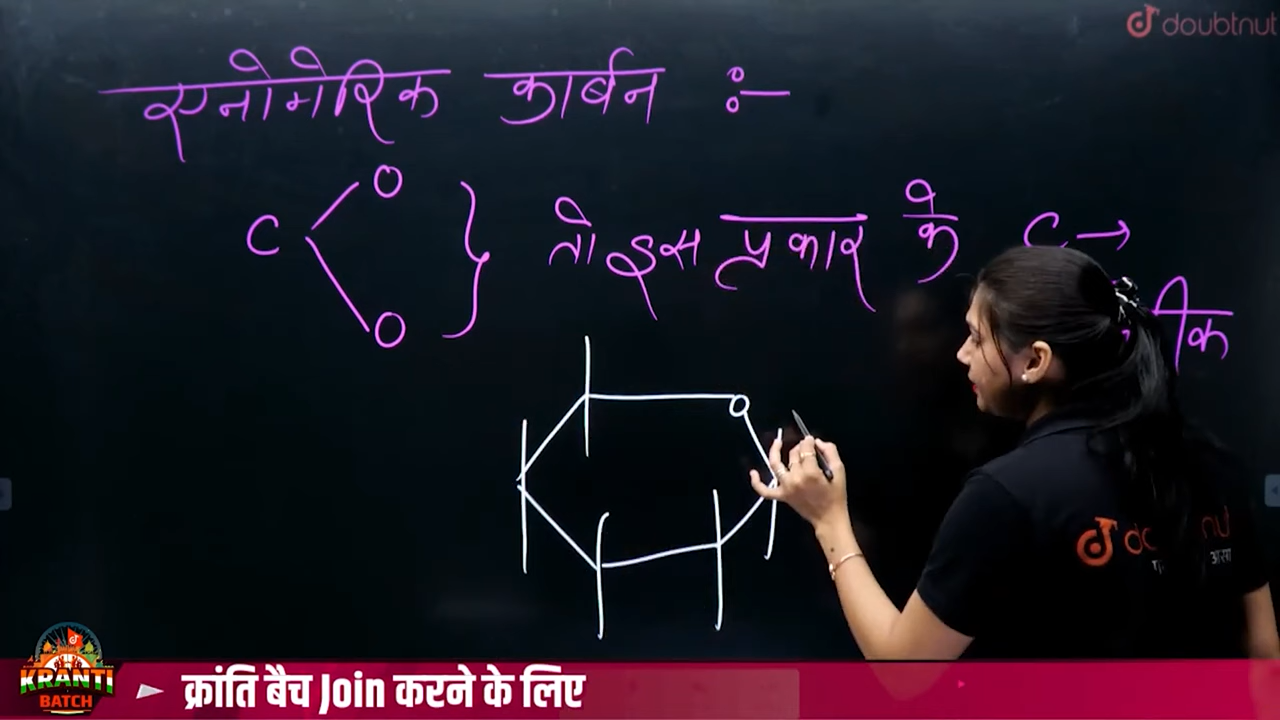 doubtnut
एनोमेरिक कार्बन :-
C O O } तो इस प्रकार के C →
O
KRANTI BATCH
क्रांति बैच Join करने के लिए